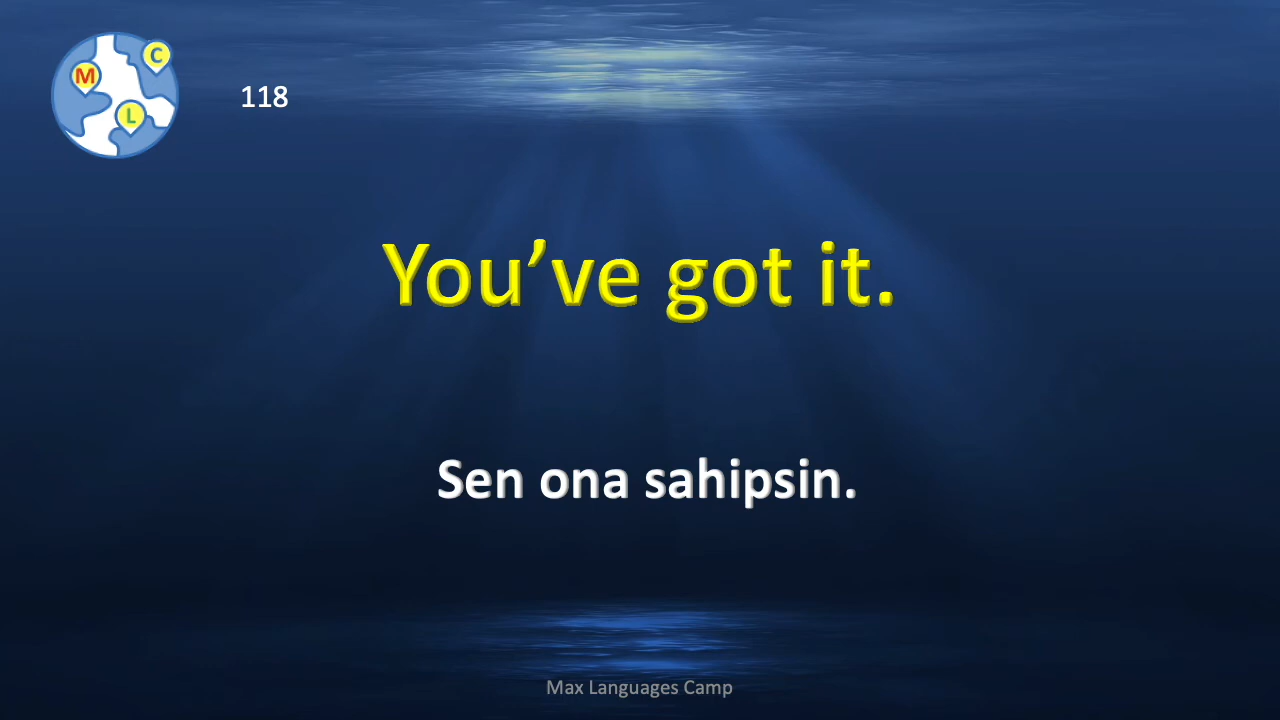 M
C
L
118
You’ve got it.
Sen ona sahipsin.
Max Languages Camp